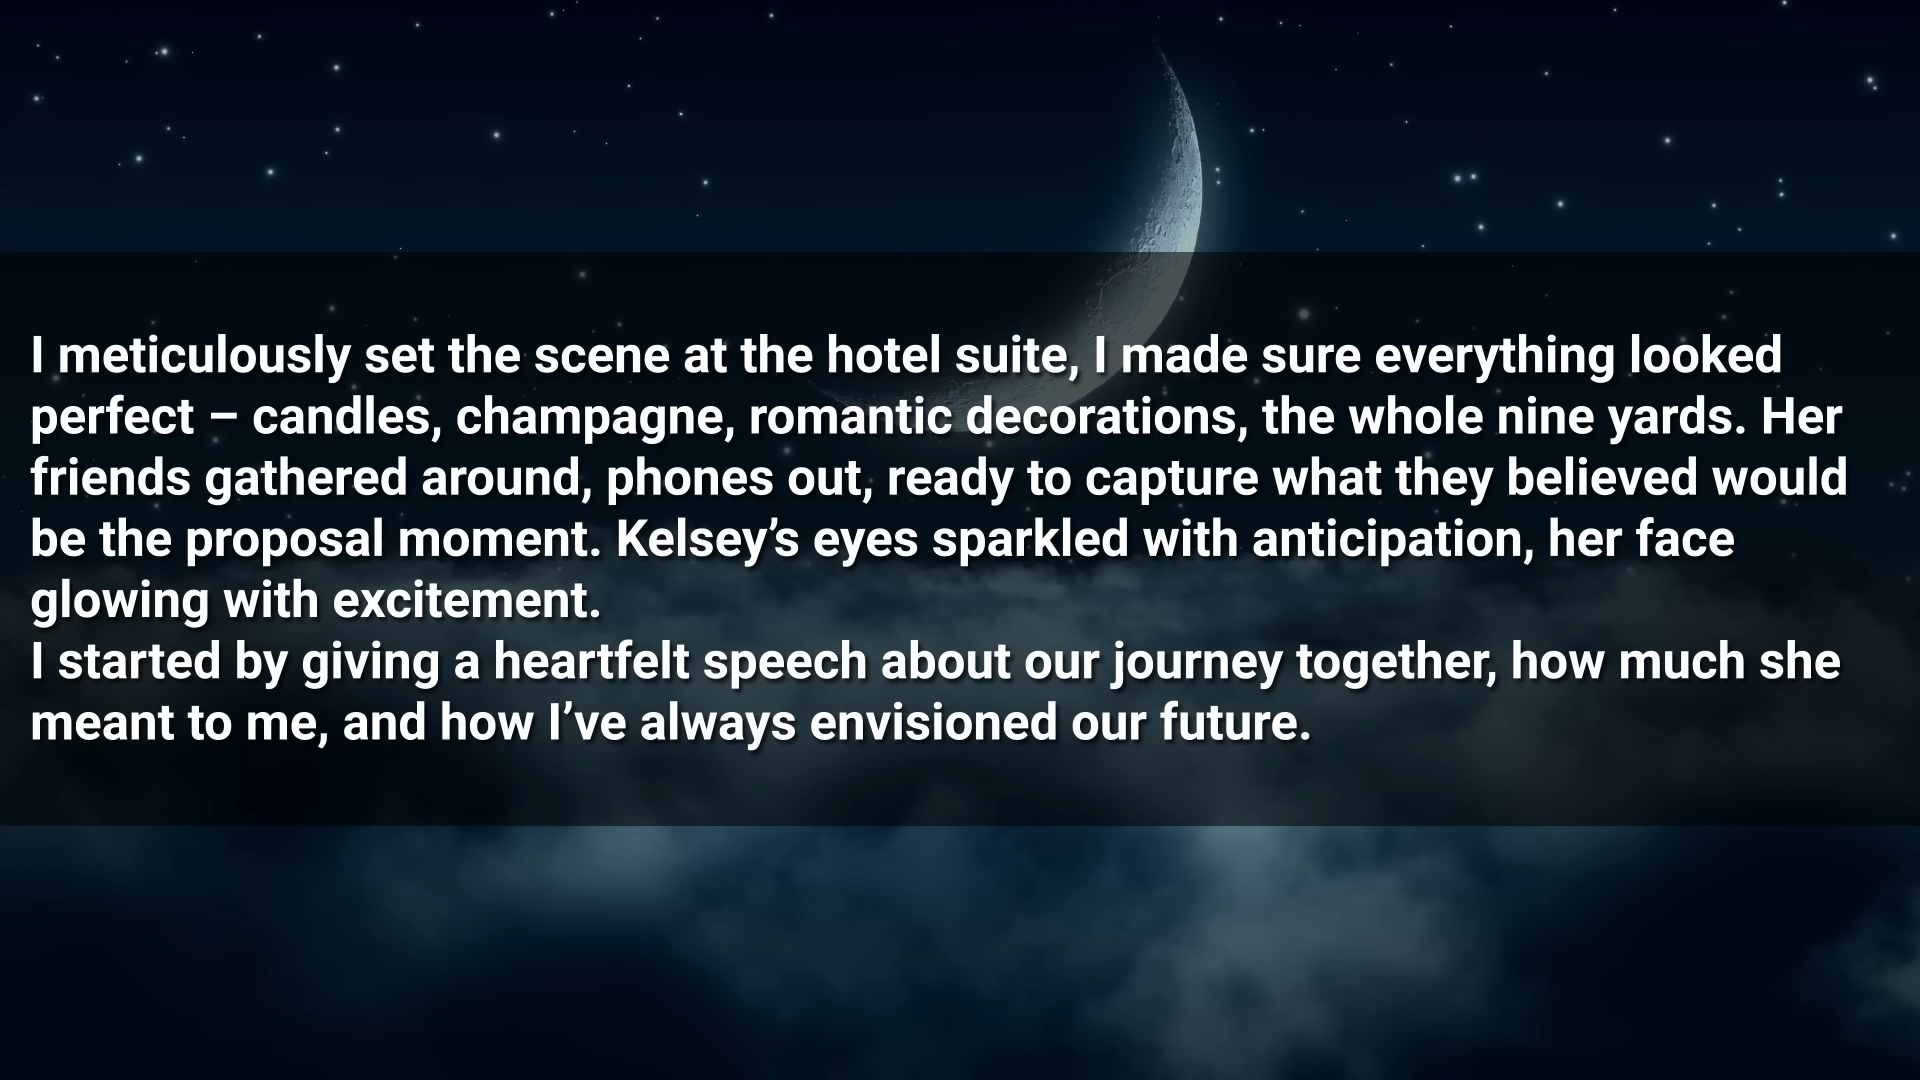 I meticulously set the scene at the hotel suite, I made sure everything looked
perfect – candles, champagne, romantic decorations, the whole nine yards. Her
friends gathered around, phones out, ready to capture what they believed would
be the proposal moment. Kelsey’s eyes sparkled with anticipation, her face
glowing with excitement.
I started by giving a heartfelt speech about our journey together, how much she
meant to me, and how I’ve always envisioned our future.